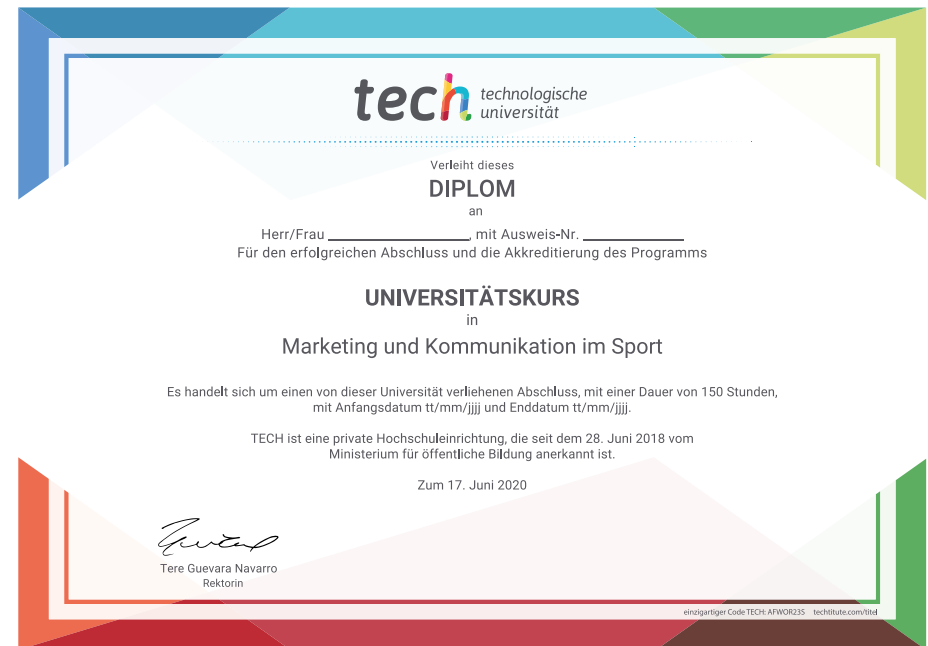 tech technologische
universität
Verleiht dieses
DIPLOM
an
Herr/Frau ____________________, mit Ausweis-Nr. ______________
Für den erfolgreichen Abschluss und die Akkreditierung des Programms
UNIVERSITÄTSKURS
in
Marketing und Kommunikation im Sport
Es handelt sich um einen von dieser Universität verliehenen Abschluss, mit einer Dauer von 150 Stunden,
mit Anfangsdatum tt/mm/jjjj und Enddatum tt/mm/jjjj.
TECH ist eine private Hochschuleinrichtung, die seit dem 28. Juni 2018 vom
Ministerium für öffentliche Bildung anerkannt ist.
Zum 17. Juni 2020
Tere Guevara Navarro
Rektorin
einzigartiger Code TECH: AFWOR23S techtitute.com/titel